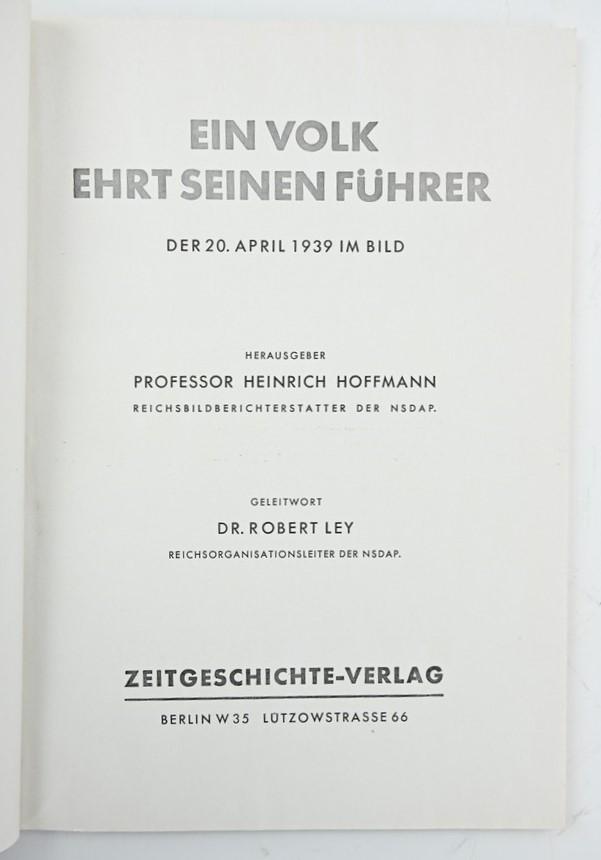 EIN VOLK
EHRT SEINEN FÜHRER
DER 20. APRIL 1939 IM BILD
HERAUSGEBER
PROFESSOR HEINRICH HOFFMANN
REICHSBILDBERICHTERSTATTER DER NSDAP.
GELEITWORT
DR. ROBERT LEY
REICHSORGANISATIONSLEITER DER NSDAP.
ZEITGESCHICHTE-VERLAG
BERLIN W 35 LÜTZOWSTRASSE 66